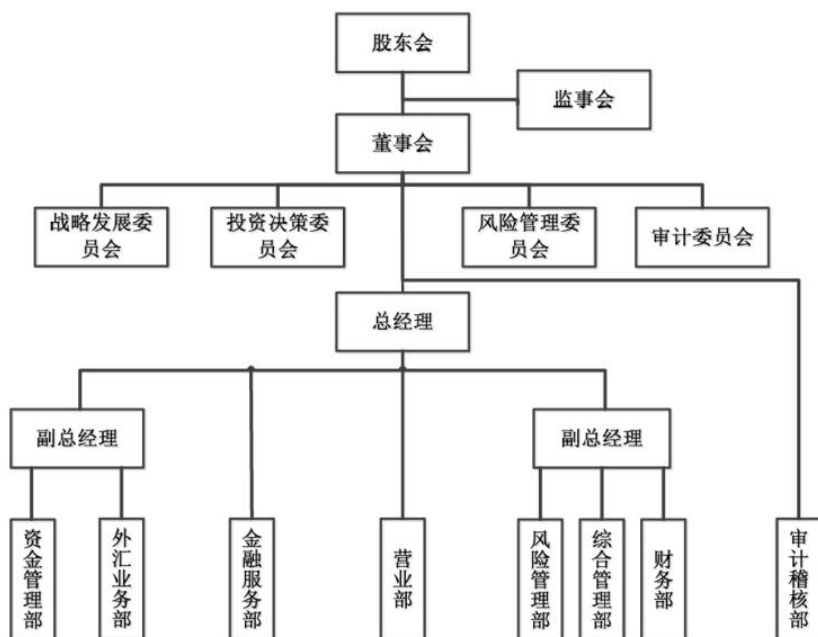 股东会
监事会
董事会
战略发展委
员会
投资决策委
员会
风险管理委
员会
审计委员会
总经理
副总经理
副总经理
资金管理部
外汇业务部
金融服务部
营业部
风险管理部
综合管理部
财务部
审计稽核部